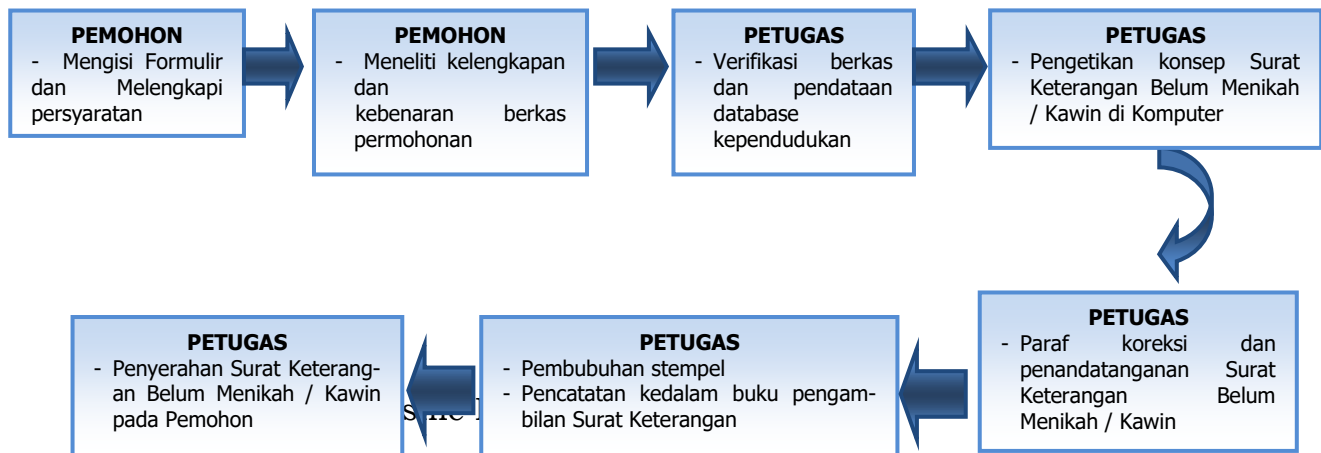 PEMOHON
- Mengisi Formulir
dan Melengkapi
persyaratan
PEMOHON
- Meneliti kelengkapan
dan
kebenaran berkas
permohonan
PETUGAS
- Verifikasi berkas
dan pendataan
database
kependudukan
PETUGAS
- Pengetikan konsep Surat
Keterangan Belum Menikah
/ Kawin di Komputer
PETUGAS
- Paraf koreksi dan
penandatanganan Surat
Keterangan Belum
Menikah / Kawin
PETUGAS
- Pembubuhan stempel
- Pencatatan kedalam buku pengam-
bilan Surat Keterangan
PETUGAS
- Penyerahan Surat Keterang-
an Belum Menikah / Kawin
pada Pemohon